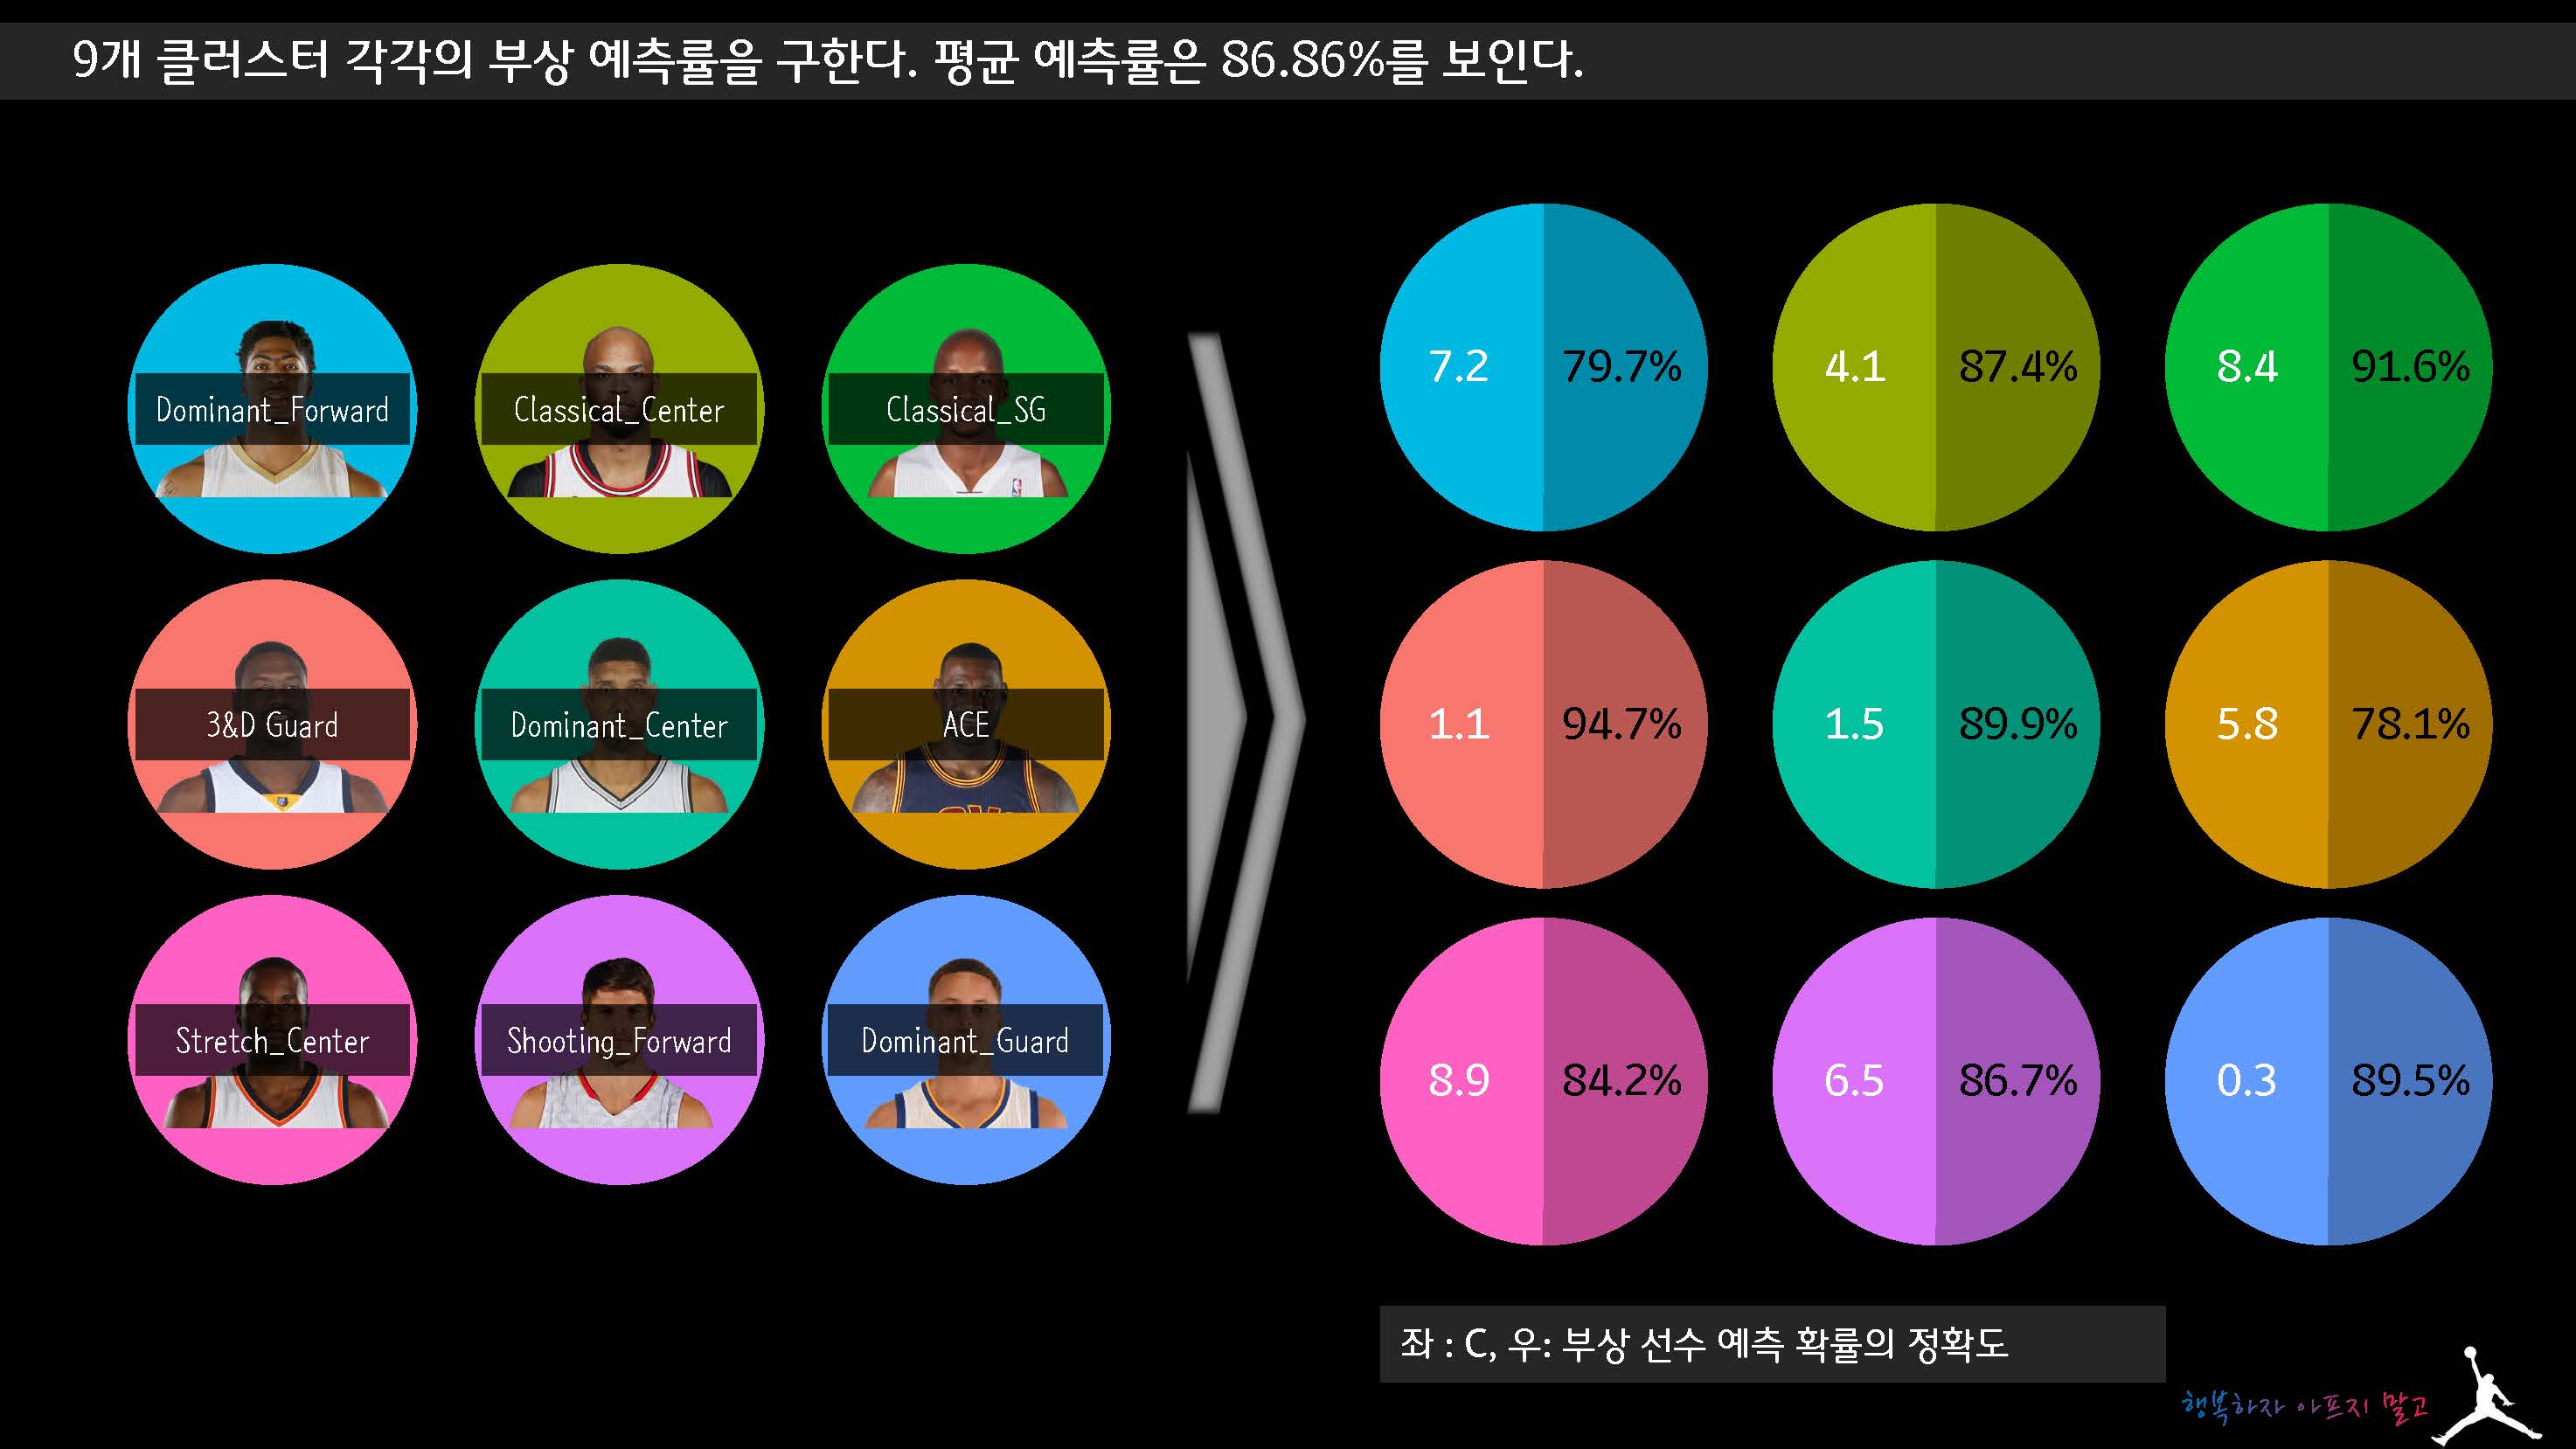 9개 클러스터 각각의 부상 예측률을 구한다. 평균 예측률은 86.86%를 보인다.
Dominant_Forward
Classical_Center
Classical_SG
3&D Guard
Dominant_Center
ACE
Stretch_Center
Shooting_Forward
Dominant_Guard
7.2 79.7%
4.1 87.4%
8.4 91.6%
1.1 94.7%
1.5 89.9%
5.8 78.1%
8.9 84.2%
6.5 86.7%
0.3 89.5%
좌 : C, 우: 부상 선수 예측 확률의 정확도
행복하자 아프지 말고